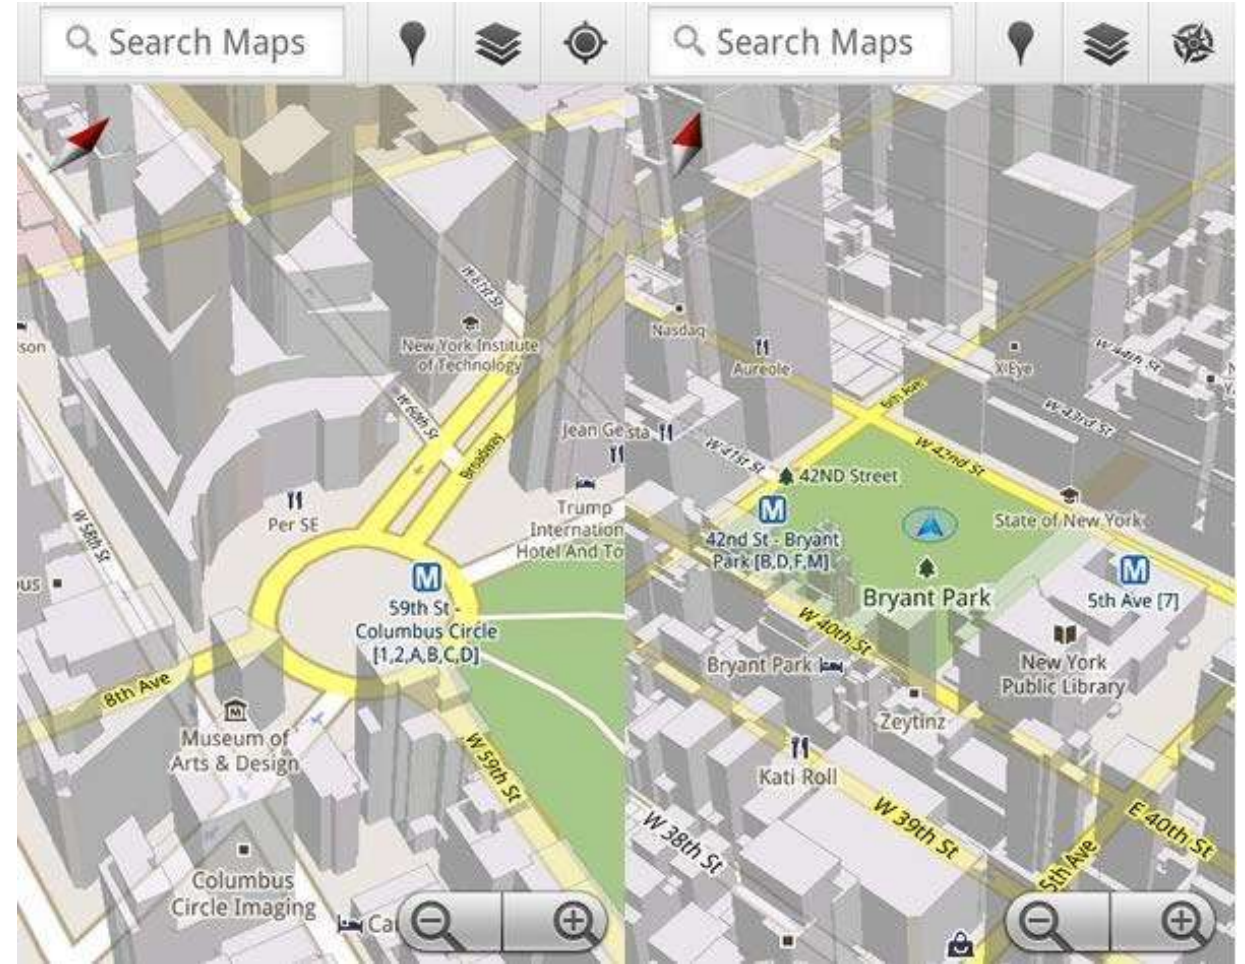 Search Maps
W 61st St
son
New York Institute
of Technology
W 60th St
Broadway
Jean Ge
sta
Per SE
Trump
Internation
Hotel And To
W 58th St
us
59th St -
Columbus Circle
[1,2,A,B,C,D]
8th Ave
Museum of
Arts & Design
W 59th St
Columbus
Circle Imaging
Ca
Search Maps
Nasdaq
Aureole
X Eye
W 44th St
6th Ave
W 43rd St
W 41st St
W 42nd St
42ND Street
State of New York
42nd St - Bryant
Park [B,D,F,M]
Bryant Park
5th Ave [7]
W 40th St
Bryant Park
New York
Public Library
Zeytinz
Kati Roll
W 39th St
W 38th St
E 40th St
5th Ave